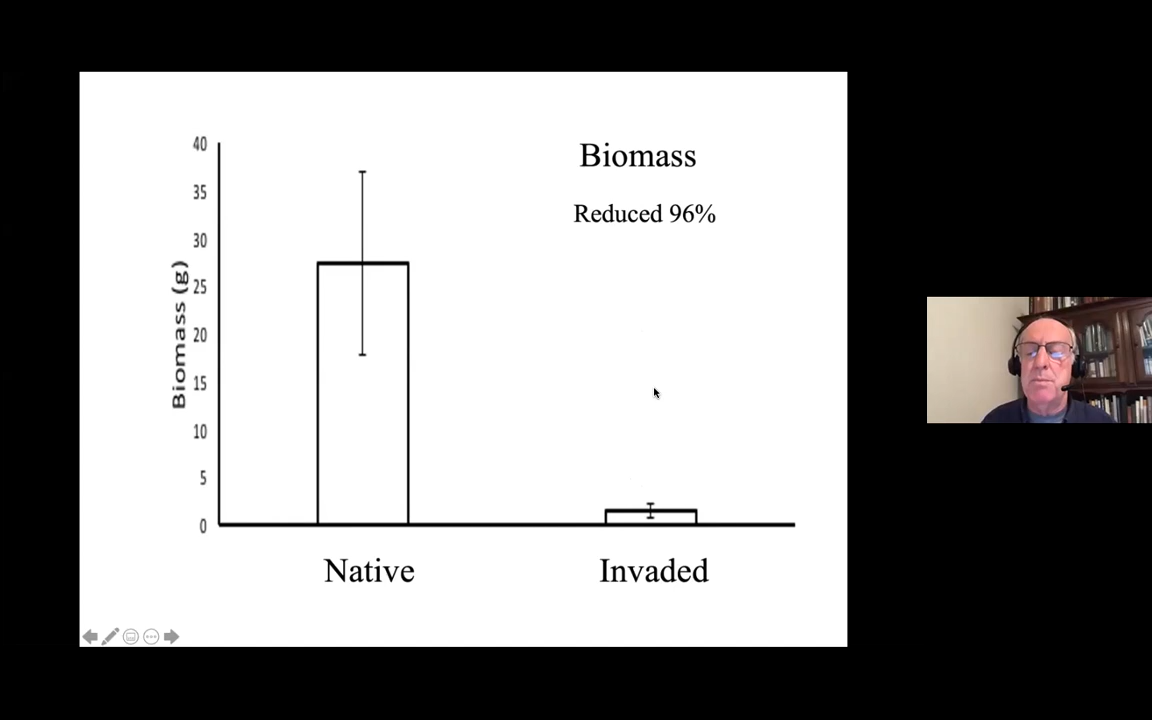 Biomass
Reduced 96%
40
35
30
25
20
15
10
5
0
Biomass (g)
Native
Invaded